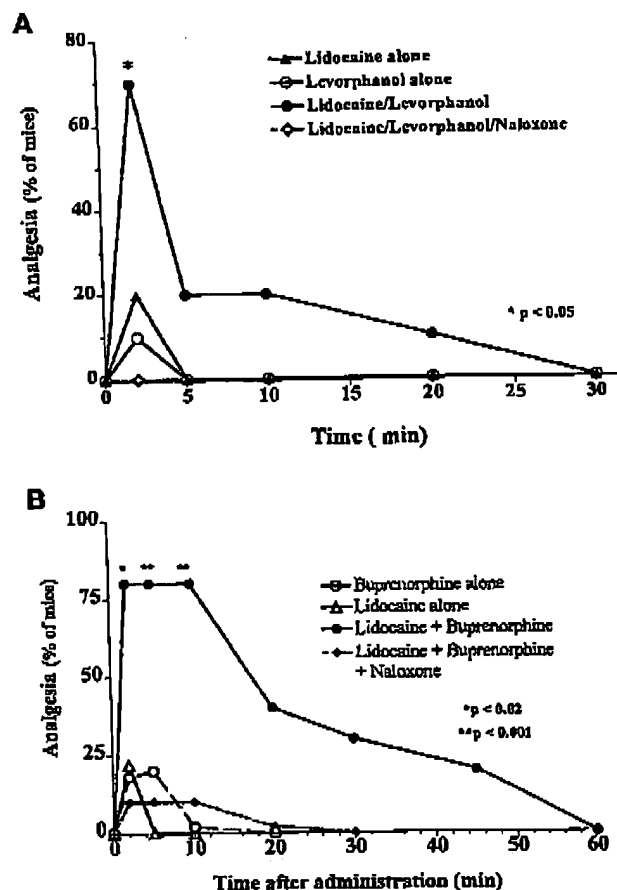 A
80
60
40
20
0
Analgesia (% of mice)
*
Lidocaine alone
Levorphanol alone
Lidocaine/Levorphanol
Lidocaine/Levorphanol/Naloxone
* p < 0.05
0 5 10 15 20 25 30
Time ( min)
B
100
75
50
25
0
Analgesia (% of mice)
* ** **
Buprenorphine alone
Lidocaine alone
Lidocaine + Buprenorphine
Lidocaine + Buprenorphine
+ Naloxone
*p < 0.02
**p < 0.001
0 10 20 30 40 50 60
Time after administration (min)